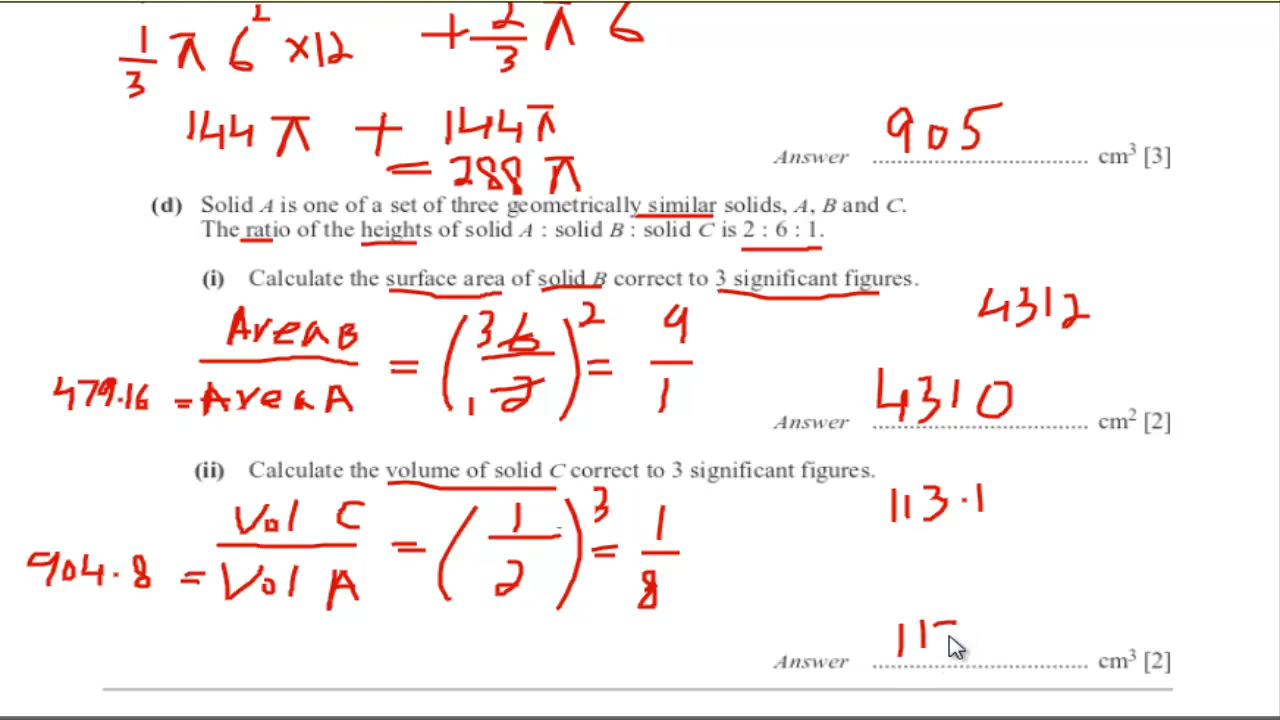 1/3 π 6² ×12 + 2/3 π 6
144 π + 144 π
905
Answer ........................................ cm³ [3]
= 288 π
(d) Solid A is one of a set of three geometrically similar solids, A, B and C.
The ratio of the heights of solid A : solid B : solid C is 2 : 6 : 1.
(i) Calculate the surface area of solid B correct to 3 significant figures.
4312
Area B / Area A = (3 6 / 1 2)² = 9/1
479.16 = Area A
4310
Answer ........................................ cm² [2]
(ii) Calculate the volume of solid C correct to 3 significant figures.
113.1
Vol C / Vol A = (1/2)³ = 1/8
904.8 = Vol A
Answer ........................................ cm³ [2]